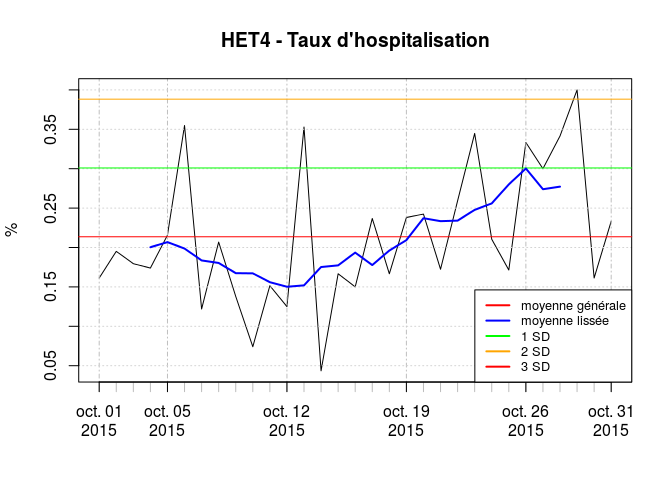 HET4 - Taux d'hospitalisation
%
0.35
0.25
0.15
0.05
moyenne générale
moyenne lissée
1 SD
2 SD
3 SD
oct. 01
2015
oct. 05
2015
oct. 12
2015
oct. 19
2015
oct. 26
2015
oct. 31
2015